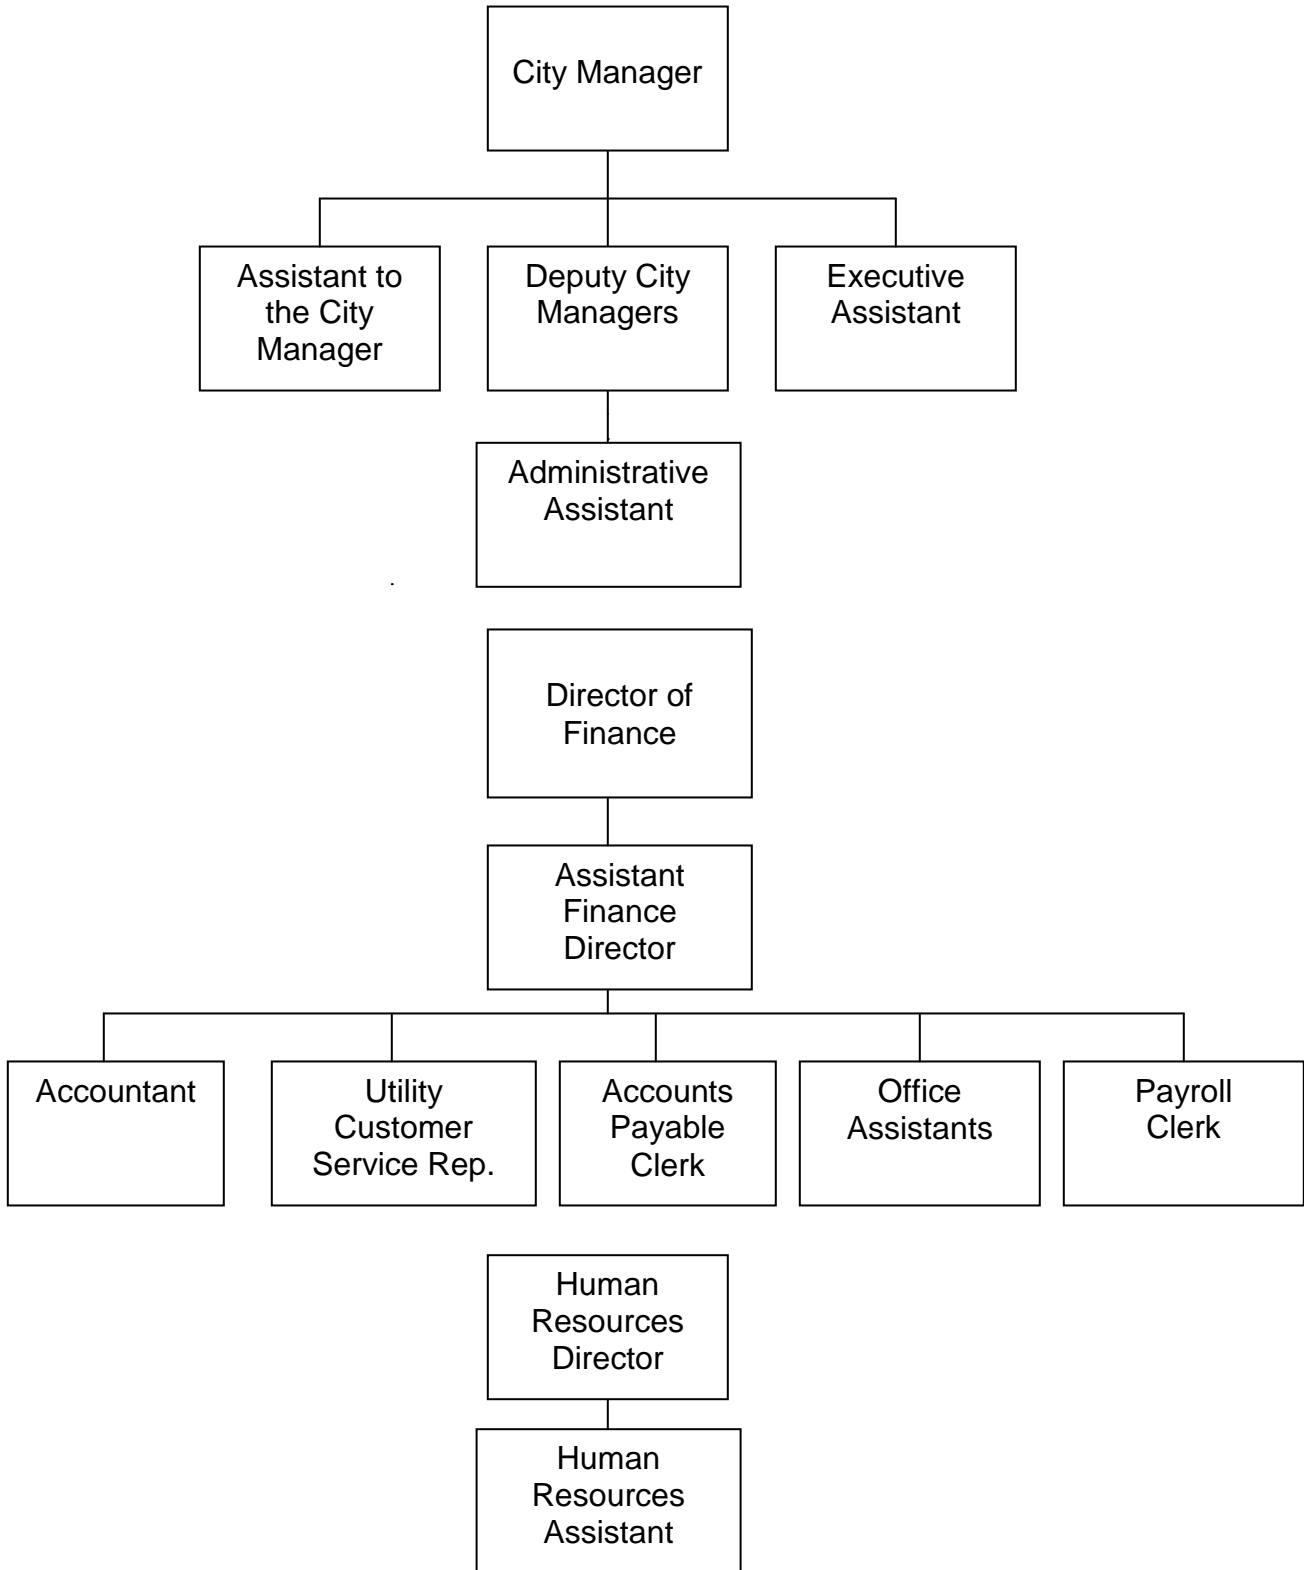 City Manager
Assistant to
the City
Manager
Deputy City
Managers
Executive
Assistant
Administrative
Assistant
Director of
Finance
Assistant
Finance
Director
Accountant
Utility
Customer
Service Rep.
Accounts
Payable
Clerk
Office
Assistants
Payroll
Clerk
Human
Resources
Director
Human
Resources
Assistant